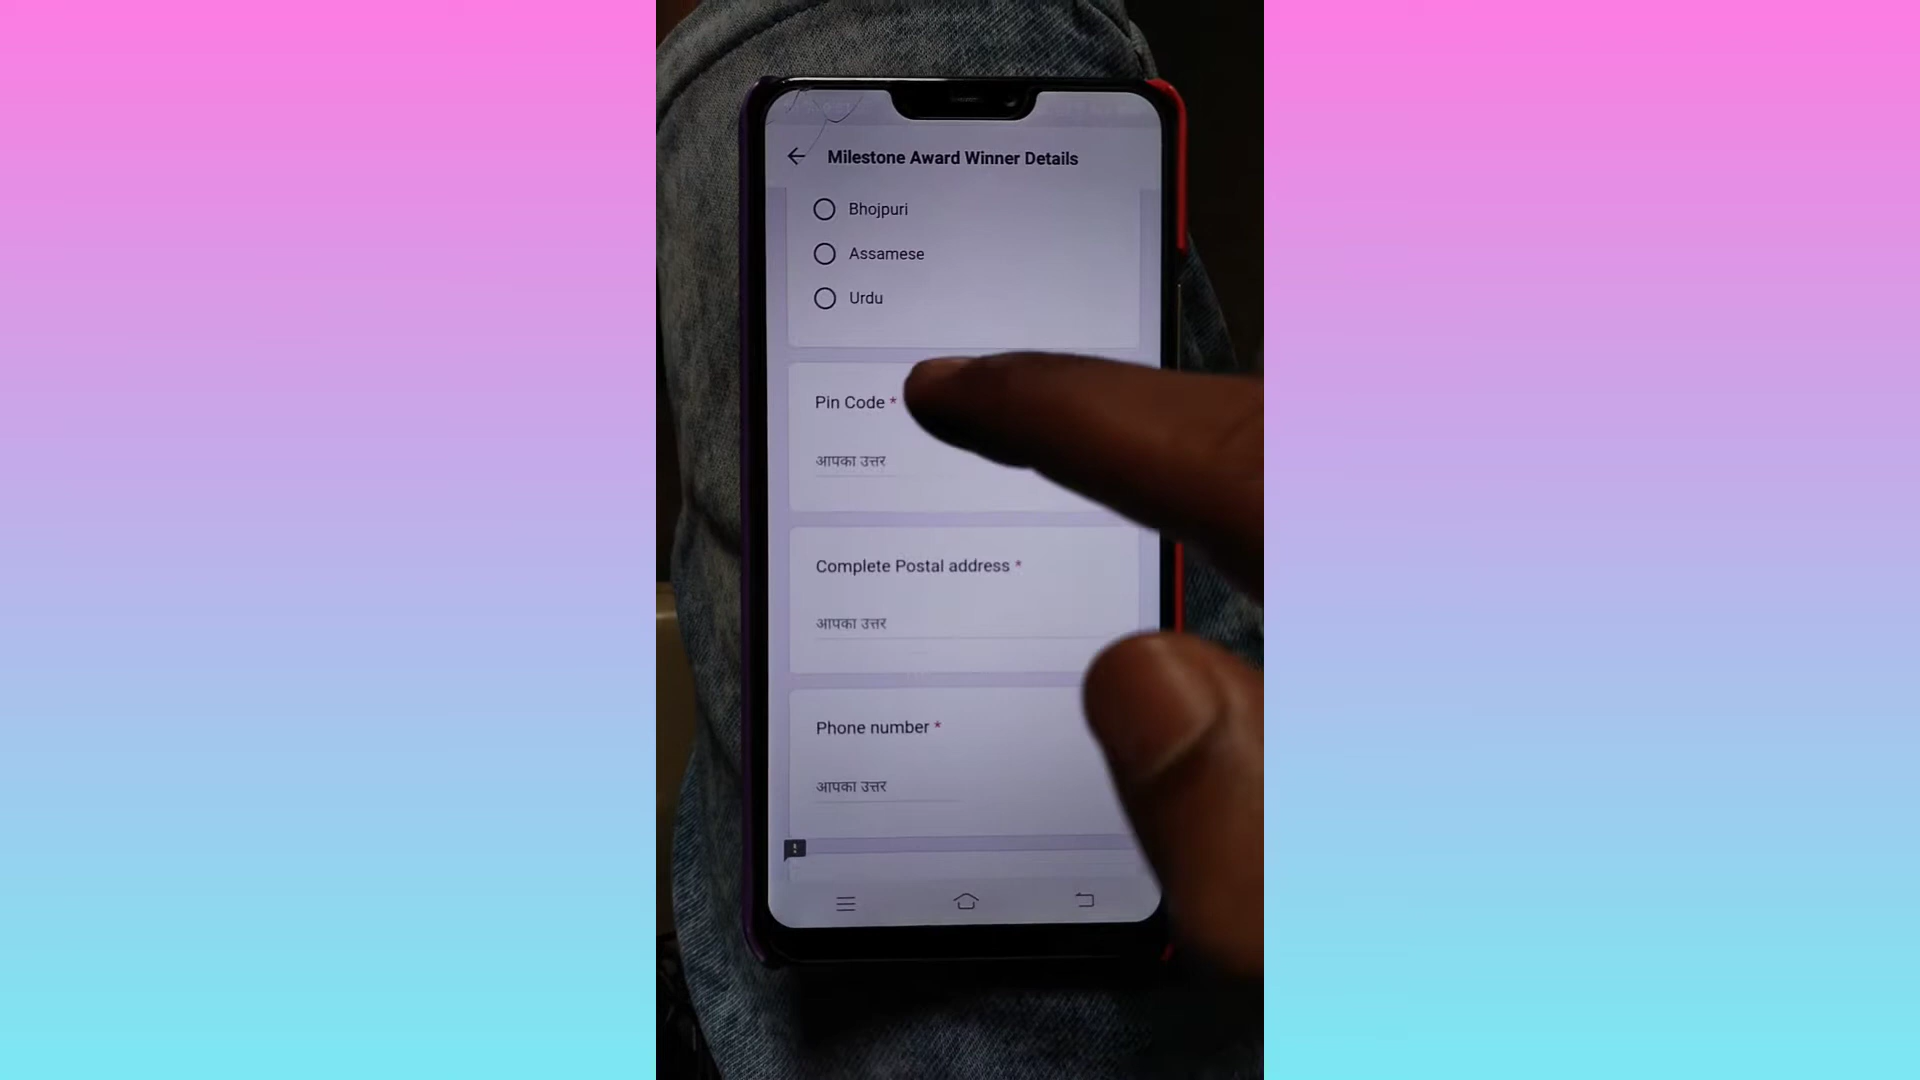 Milestone Award Winner Details
Bhojpuri
Assamese
Urdu
Pin Code *
आपका उत्तर
Complete Postal address *
आपका उत्तर
Phone number *
आपका उत्तर